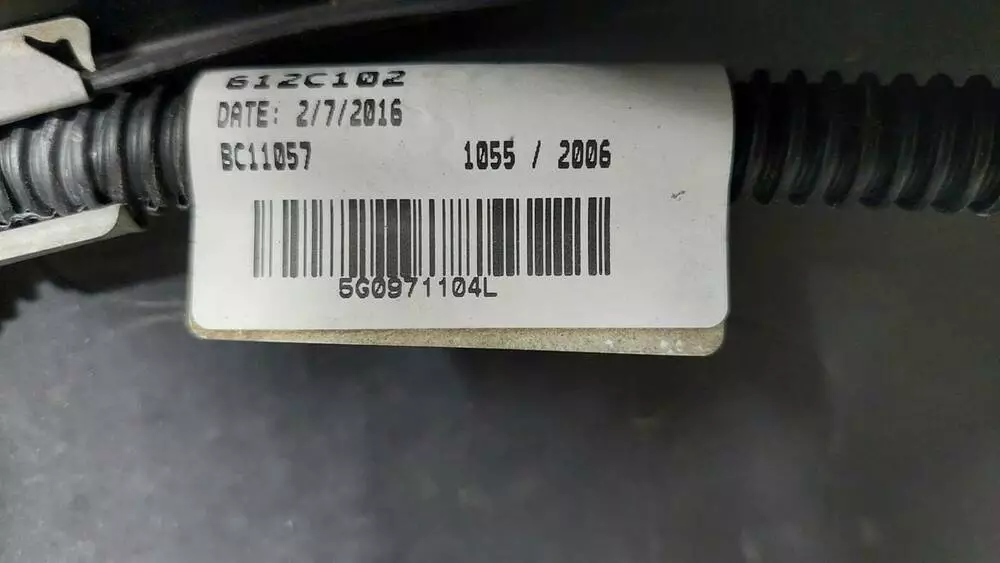 612C102
DATE: 2/7/2016
BC11057 1055 / 2006
5G0971104L